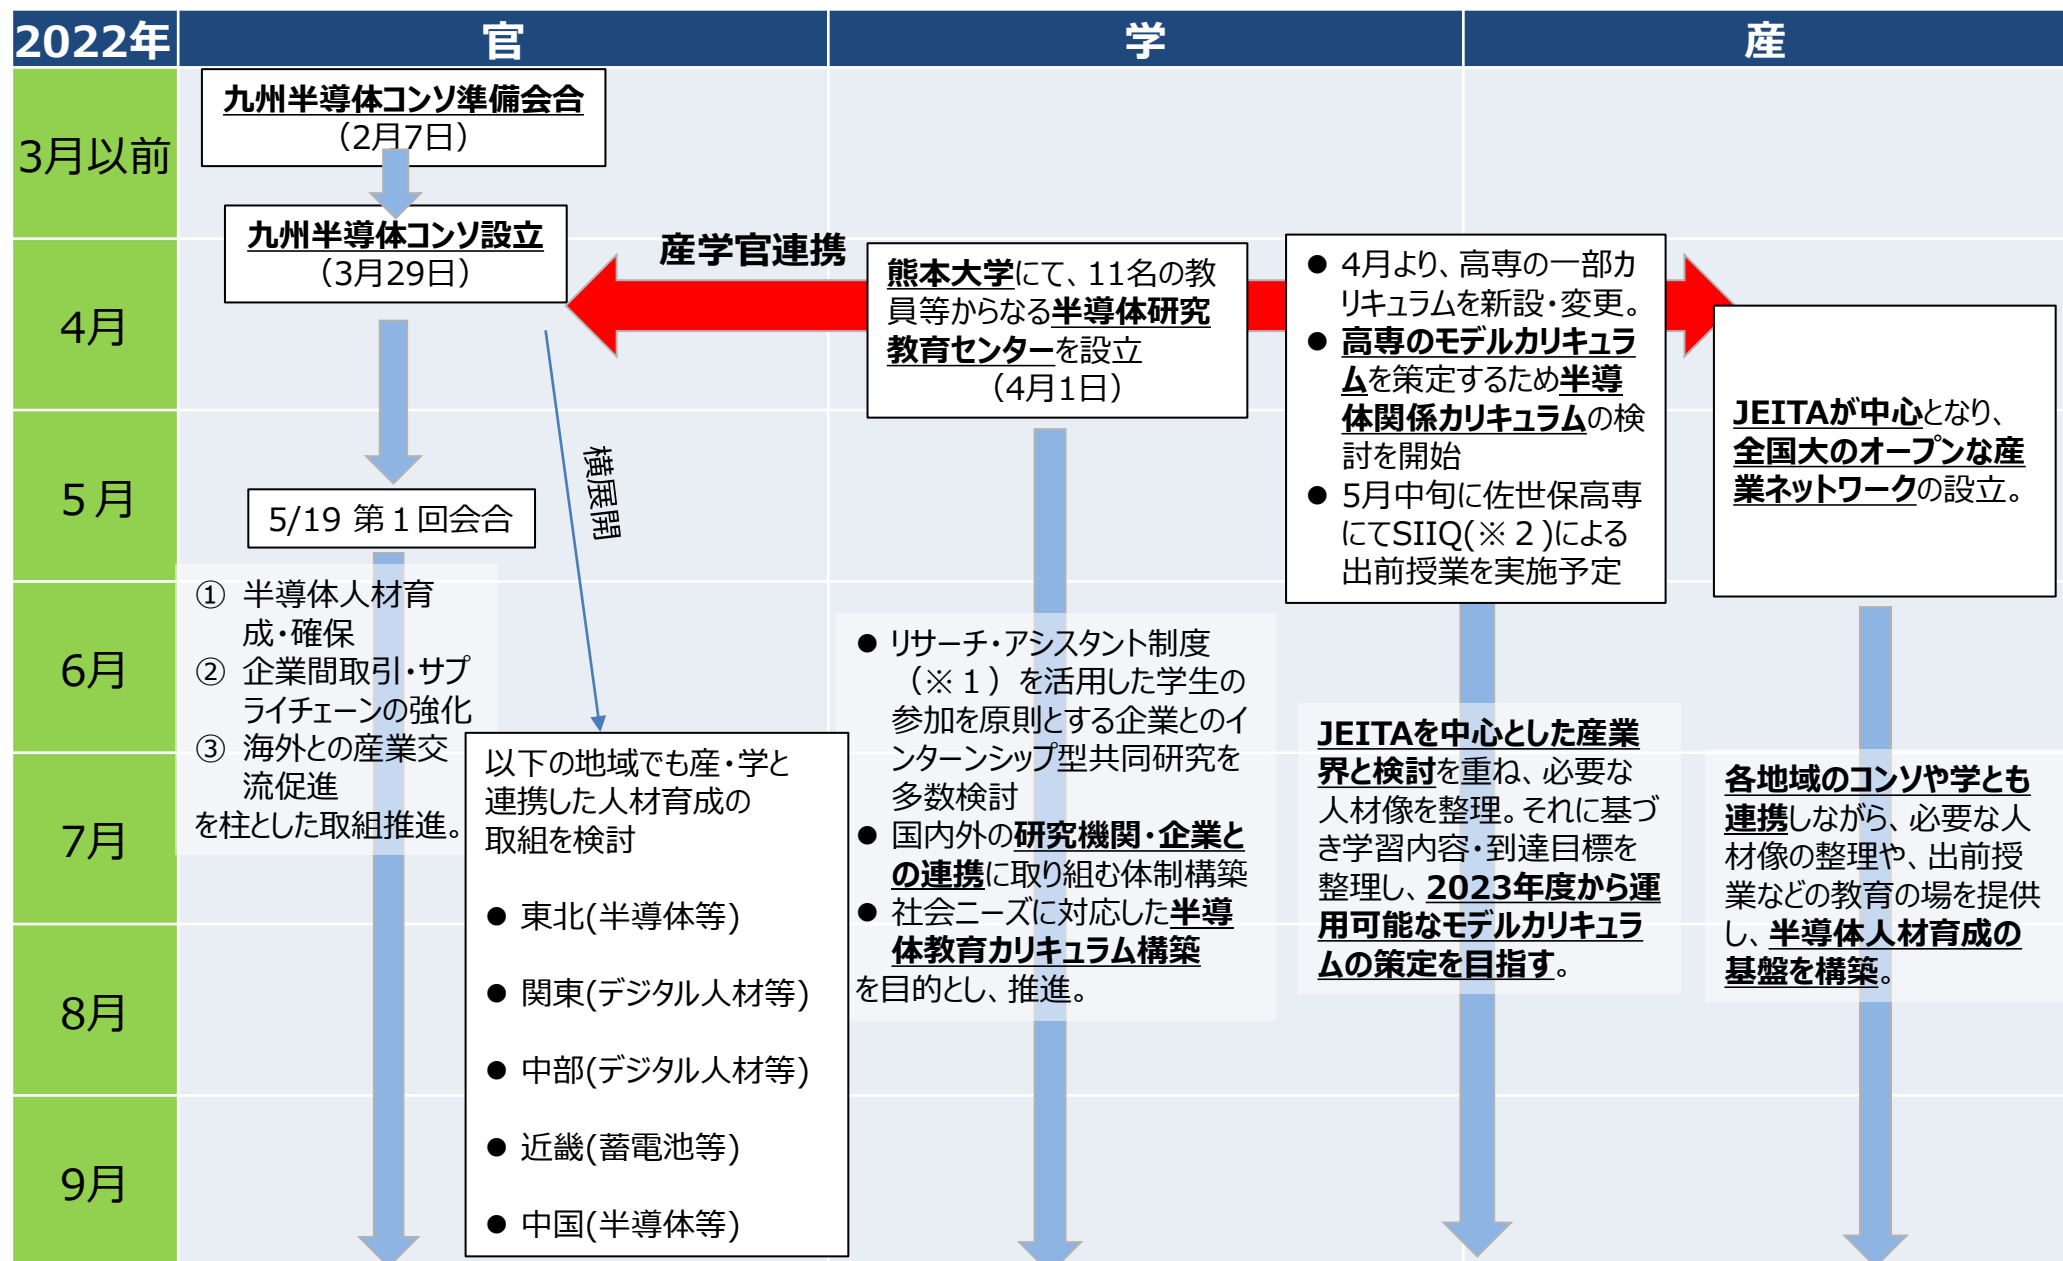 2022年
官
学
産
3月以前
4月
5月
6月
7月
8月
9月
九州半導体コンソ準備会合
（2月7日）
九州半導体コンソ設立
（3月29日）
産学官連携
横展開
5/19 第１回会合
① 半導体人材育
成・確保
② 企業間取引・サプ
ライチェーンの強化
③ 海外との産業交
流促進
を柱とした取組推進。
以下の地域でも産・学と
連携した人材育成の
取組を検討
● 東北(半導体等)
● 関東(デジタル人材等)
● 中部(デジタル人材等)
● 近畿(蓄電池等)
● 中国(半導体等)
熊本大学にて、11名の教
員等からなる半導体研究
教育センターを設立
（4月1日）
● リサーチ・アシスタント制度
（※１）を活用した学生の
参加を原則とする企業とのイ
ンターンシップ型共同研究を
多数検討
● 国内外の研究機関・企業と
の連携に取り組む体制構築
● 社会ニーズに対応した半導
体教育カリキュラム構築
を目的とし、推進。
● 4月より、高専の一部カ
リキュラムを新設・変更。
● 高専のモデルカリキュラ
ムを策定するため半導
体関係カリキュラムの検
討を開始
● 5月中旬に佐世保高専
にてSIIQ(※２)による
出前授業を実施予定
JEITAを中心とした産業
界と検討を重ね、必要な
人材像を整理。それに基づ
き学習内容・到達目標を
整理し、2023年度から運
用可能なモデルカリキュラ
ムの策定を目指す。
JEITAが中心となり、
全国大のオープンな産
業ネットワークの設立。
各地域のコンソや学とも
連携しながら、必要な人
材像の整理や、出前授
業などの教育の場を提供
し、半導体人材育成の
基盤を構築。